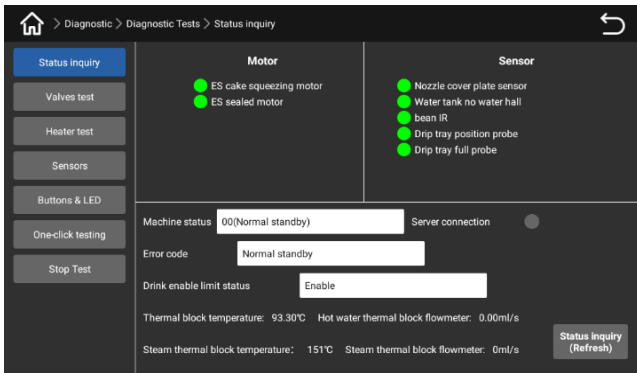 > Diagnostic > Diagnostic Tests > Status inquiry
Status inquiry
Valves test
Heater test
Sensors
Buttons & LED
One-click testing
Stop Test
Motor
ES cake squeezing motor
ES sealed motor
Sensor
Nozzle cover plate sensor
Water tank no water hall
bean IR
Drip tray position probe
Drip tray full probe
Machine status 00(Normal standby) Server connection
Error code Normal standby
Drink enable limit status Enable
Thermal block temperature: 93.30℃ Hot water thermal block flowmeter: 0.00ml/s
Steam thermal block temperature： 151℃ Steam thermal block flowmeter: 0ml/s
Status inquiry
(Refresh)